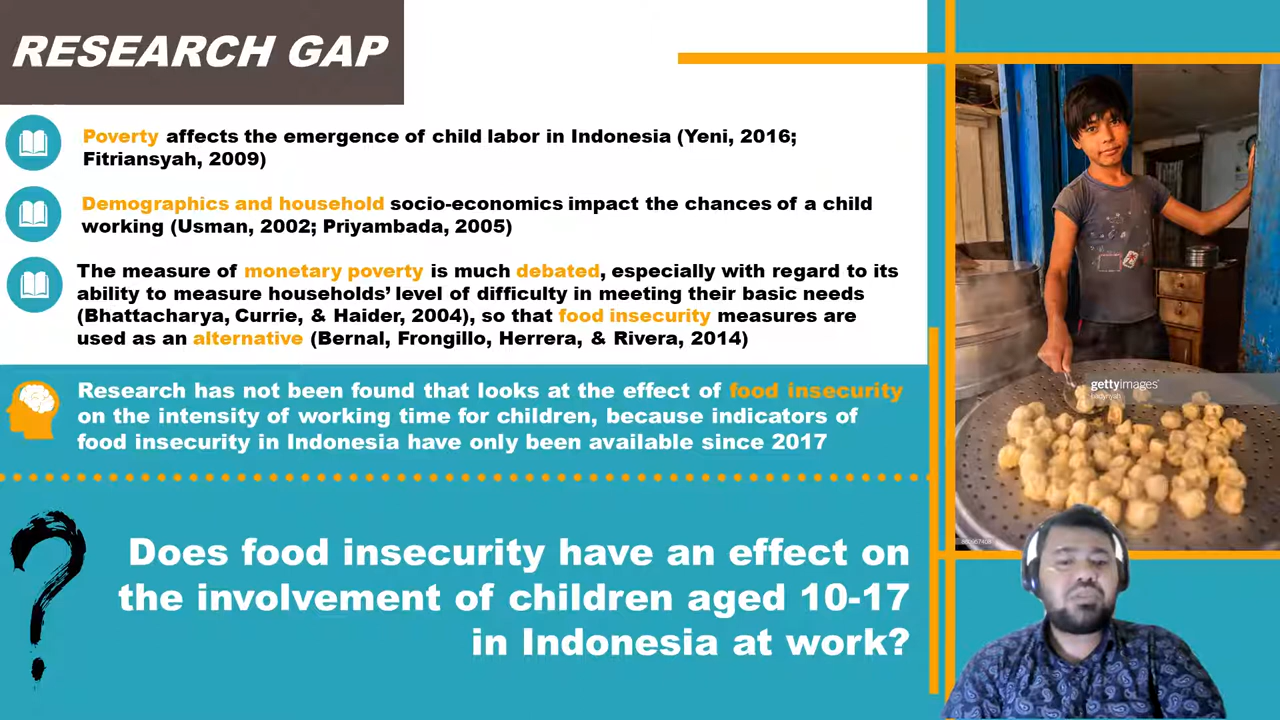 RESEARCH GAP
Poverty affects the emergence of child labor in Indonesia (Yeni, 2016;
Fitriansyah, 2009)
Demographics and household socio-economics impact the chances of a child
working (Usman, 2002; Priyambada, 2005)
The measure of monetary poverty is much debated, especially with regard to its
ability to measure households’ level of difficulty in meeting their basic needs
(Bhattacharya, Currie, & Haider, 2004), so that food insecurity measures are
used as an alternative (Bernal, Frongillo, Herrera, & Rivera, 2014)
Research has not been found that looks at the effect of food insecurity
on the intensity of working time for children, because indicators of
food insecurity in Indonesia have only been available since 2017
?
Does food insecurity have an effect on
the involvement of children aged 10-17
in Indonesia at work?
gettyimages